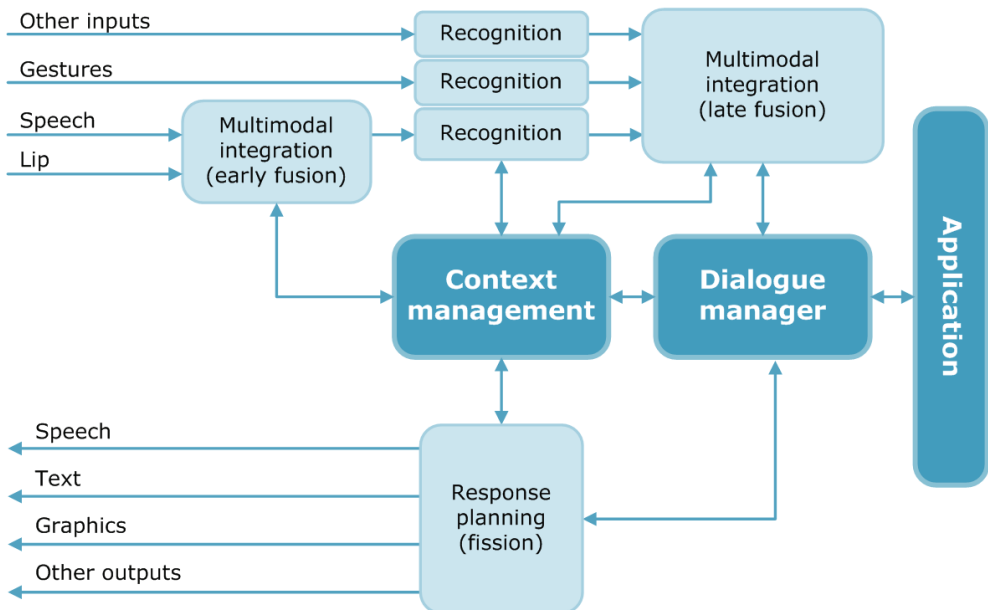 Other inputs
Recognition
Gestures
Recognition
Multimodal
integration
(late fusion)
Speech
Lip
Multimodal
integration
(early fusion)
Recognition
Context
management
Dialogue
manager
Application
Speech
Text
Graphics
Other outputs
Response
planning
(fission)